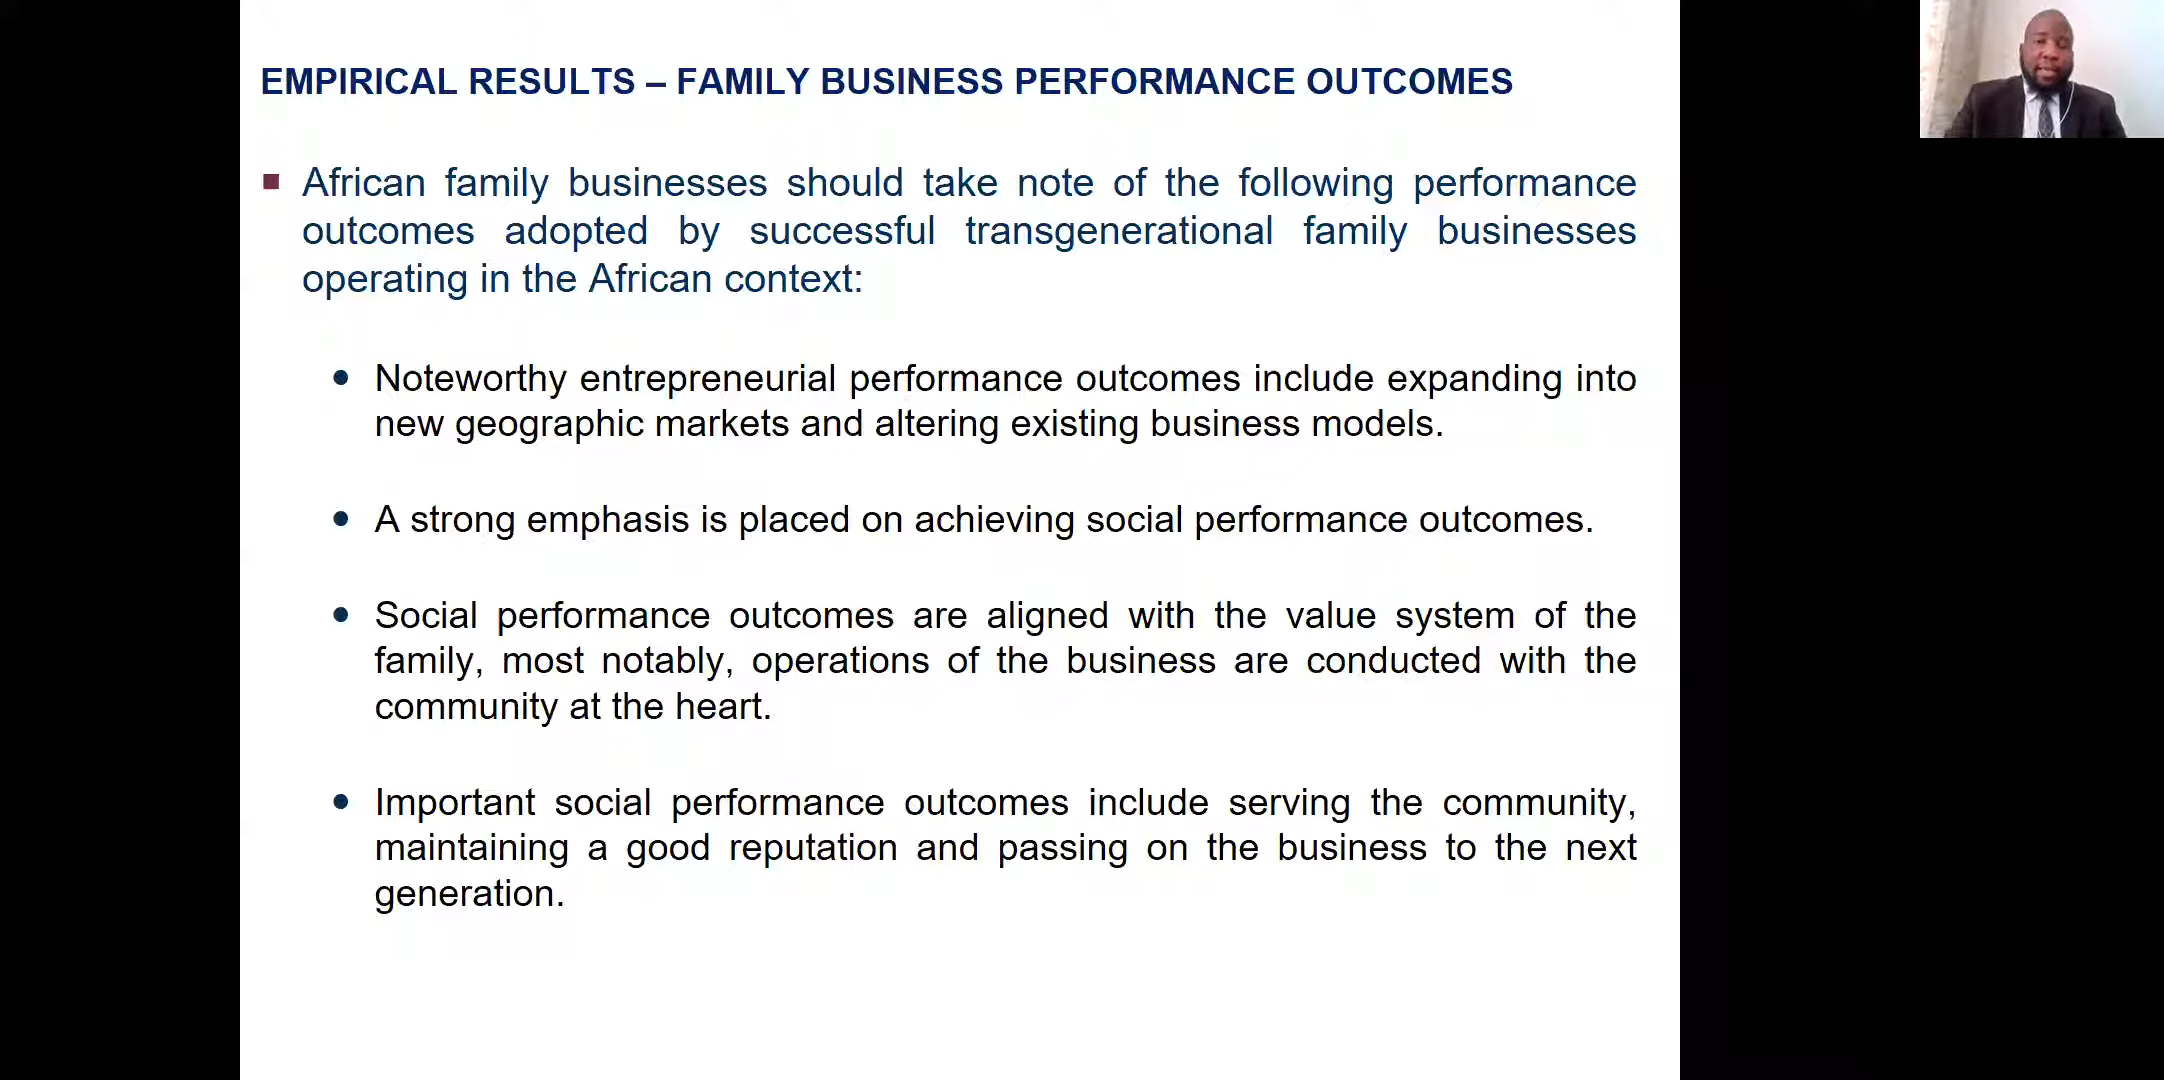 EMPIRICAL RESULTS – FAMILY BUSINESS PERFORMANCE OUTCOMES
African family businesses should take note of the following performance
outcomes adopted by successful transgenerational family businesses
operating in the African context:
Noteworthy entrepreneurial performance outcomes include expanding into
new geographic markets and altering existing business models.
A strong emphasis is placed on achieving social performance outcomes.
Social performance outcomes are aligned with the value system of the
family, most notably, operations of the business are conducted with the
community at the heart.
Important social performance outcomes include serving the community,
maintaining a good reputation and passing on the business to the next
generation.